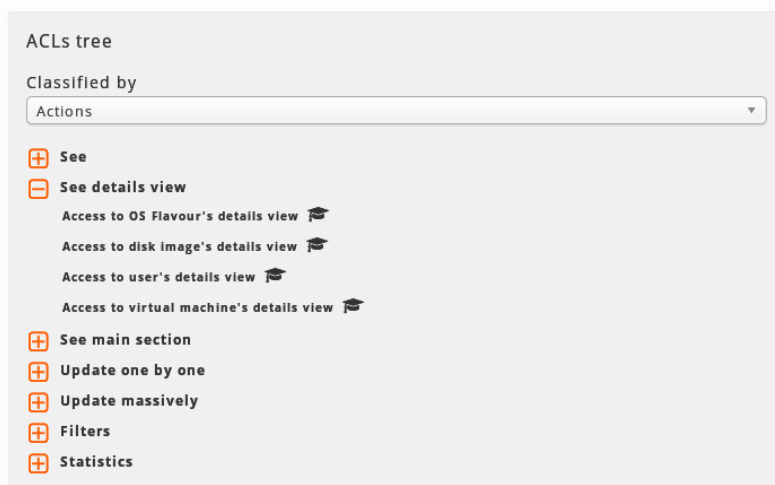 ACLs tree
Classified by
Actions
See
See details view
Access to OS Flavour's details view
Access to disk image's details view
Access to user's details view
Access to virtual machine's details view
See main section
Update one by one
Update massively
Filters
Statistics